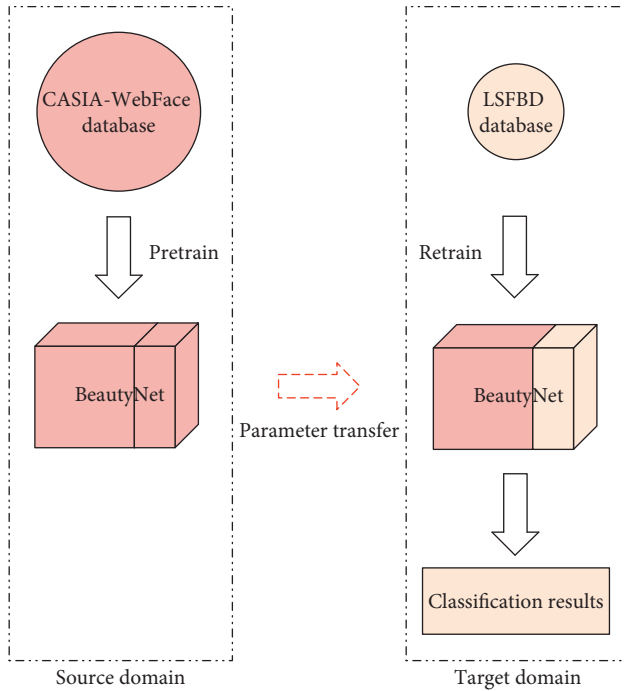 CASIA-WebFace
database
Pretrain
BeautyNet
Source domain
Parameter transfer
LSFBD
database
Retrain
BeautyNet
Classification results
Target domain